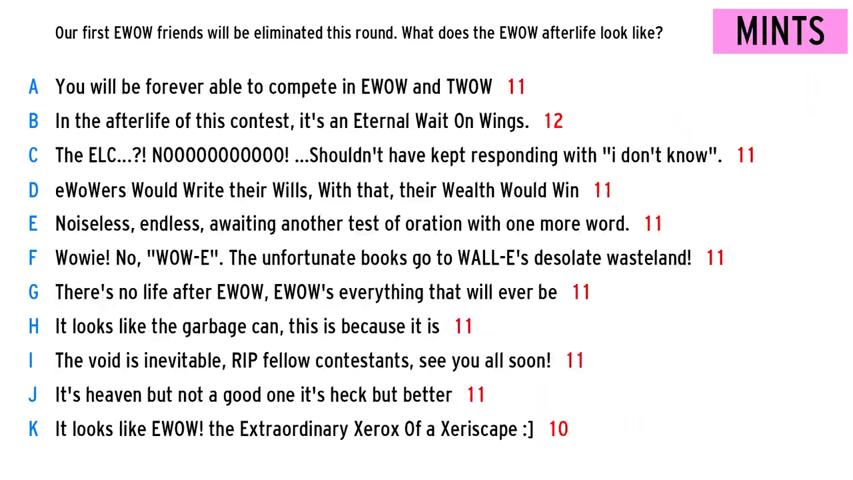 Our first EWOW friends will be eliminated this round. What does the EWOW afterlife look like?
MINTS
A You will be forever able to compete in EWOW and TWOW 11
B In the afterlife of this contest, it's an Eternal Wait On Wings. 12
C The ELC...?! NOOOOOOOOOOO! ...Shouldn't have kept responding with "i don't know". 11
D eWoWers Would Write their Wills, With that, their Wealth Would Win 11
E Noiseless, endless, awaiting another test of oration with one more word. 11
F Wowie! No, "WOW-E". The unfortunate books go to WALL-E's desolate wasteland! 11
G There's no life after EWOW, EWOW's everything that will ever be 11
H It looks like the garbage can, this is because it is 11
I The void is inevitable, RIP fellow contestants, see you all soon! 11
J It's heaven but not a good one it's heck but better 11
K It looks like EWOW! the Extraordinary Xerox Of a Xeriscape :] 10